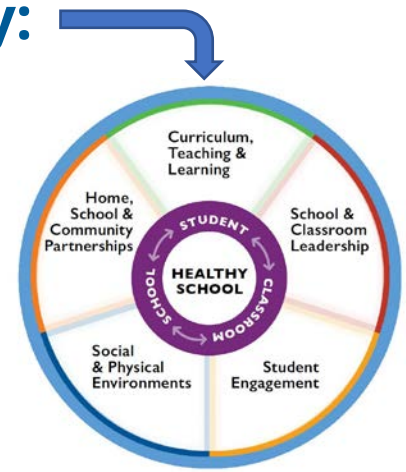 y:
Curriculum,
Teaching &
Learning
Home,
School &
Community
Partnerships
School &
Classroom
Leadership
STUDENT
CLASSROOM
SCHOOL
HEALTHY
SCHOOL
Social
& Physical
Environments
Student
Engagement